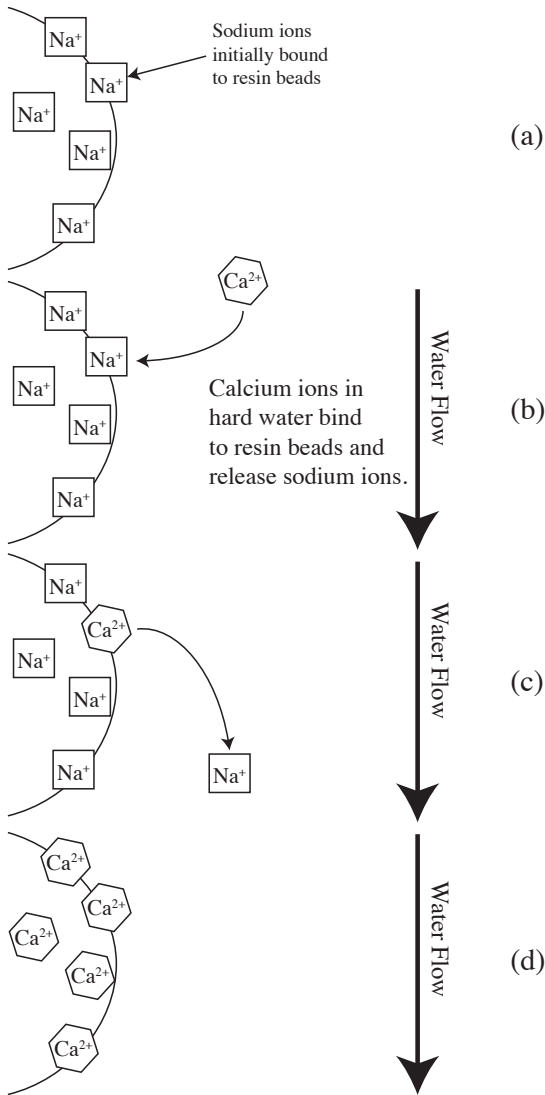 Na⁺
Sodium ions
initially bound
to resin beads
Na⁺
Na⁺
Na⁺
Na⁺
(a)
Ca²⁺
Na⁺
Na⁺
Na⁺
Na⁺
Na⁺
Calcium ions in
hard water bind
to resin beads and
release sodium ions.
Water Flow
(b)
Na⁺
Ca²⁺
Na⁺
Na⁺
Na⁺
Na⁺
Water Flow
(c)
Ca²⁺
Ca²⁺
Ca²⁺
Ca²⁺
Ca²⁺
Water Flow
(d)